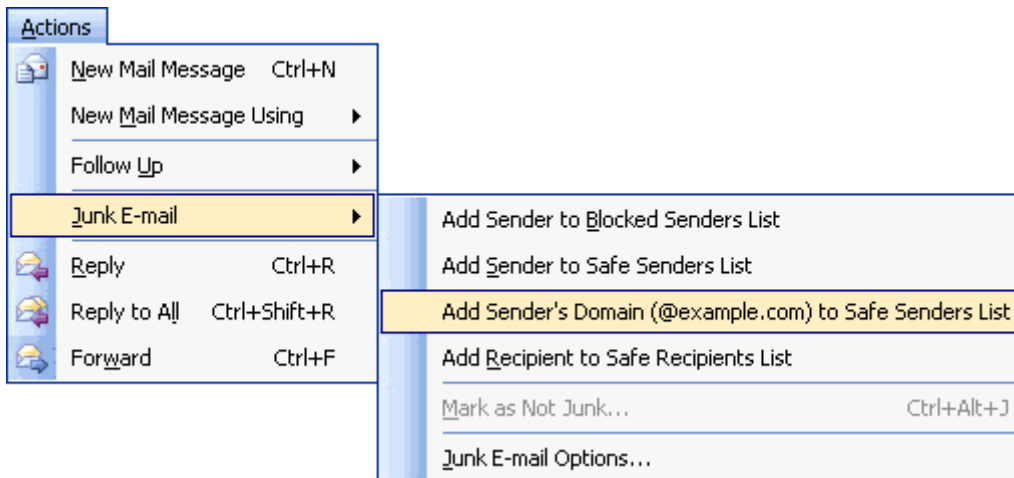 Actions
New Mail Message Ctrl+N
New Mail Message Using
Follow Up
Junk E-mail
Reply Ctrl+R
Reply to All Ctrl+Shift+R
Forward Ctrl+F
Add Sender to Blocked Senders List
Add Sender to Safe Senders List
Add Sender's Domain (@example.com) to Safe Senders List
Add Recipient to Safe Recipients List
Mark as Not Junk... Ctrl+Alt+J
Junk E-mail Options...